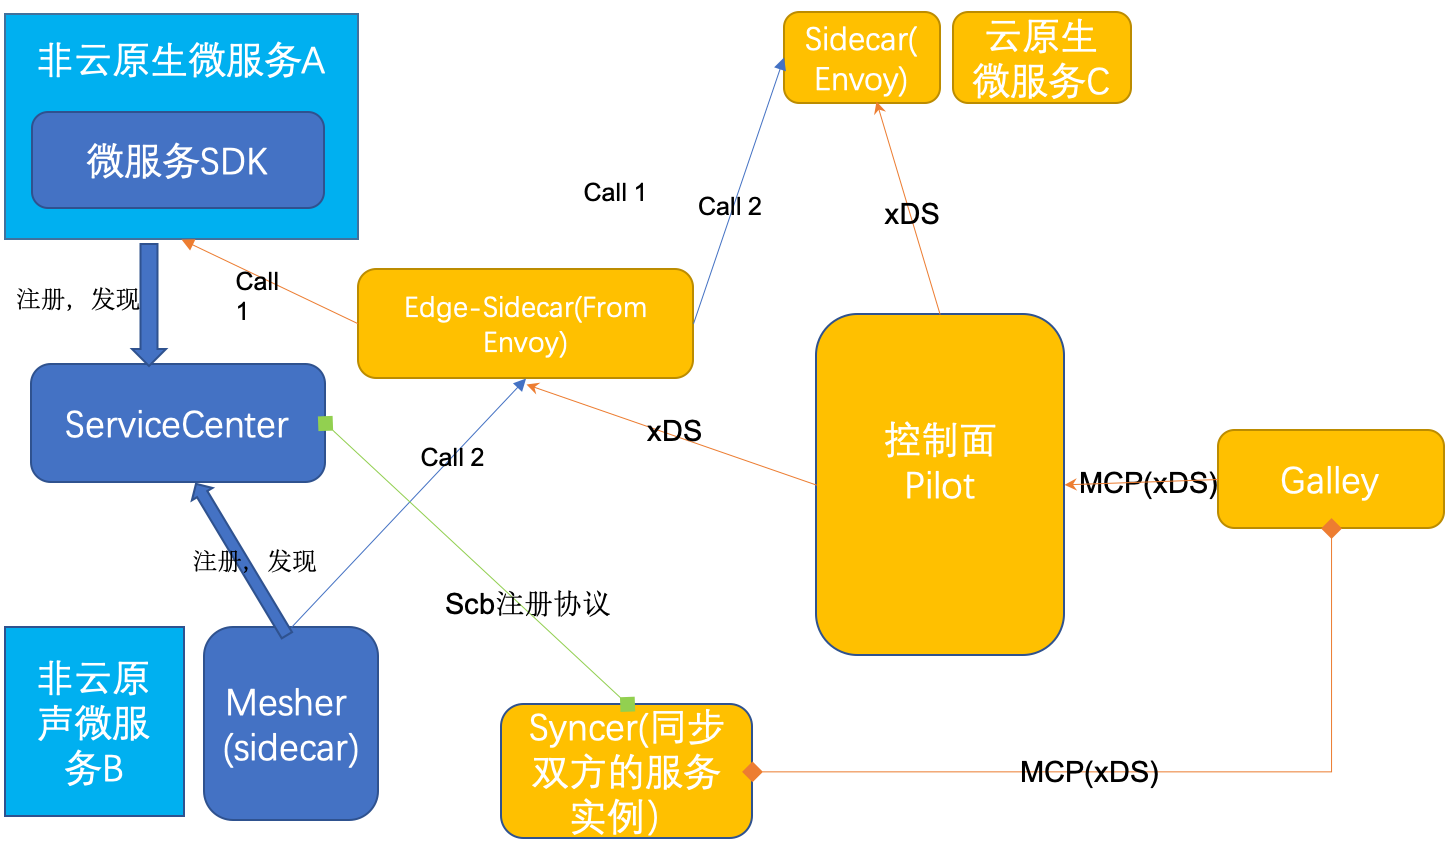 非云原生微服务A
微服务SDK
Sidecar(
Envoy)
云原生
微服务C
Call 1
Call 2
xDS
注册，发现
Call
1
Edge-Sidecar(From
Envoy)
ServiceCenter
xDS
Call 2
控制面
Pilot
MCP(xDS)
Galley
注册，发现
Scb注册协议
非云原
声微服
务B
Mesher
(sidecar)
Syncer(同步
双方的服务
实例）
MCP(xDS)